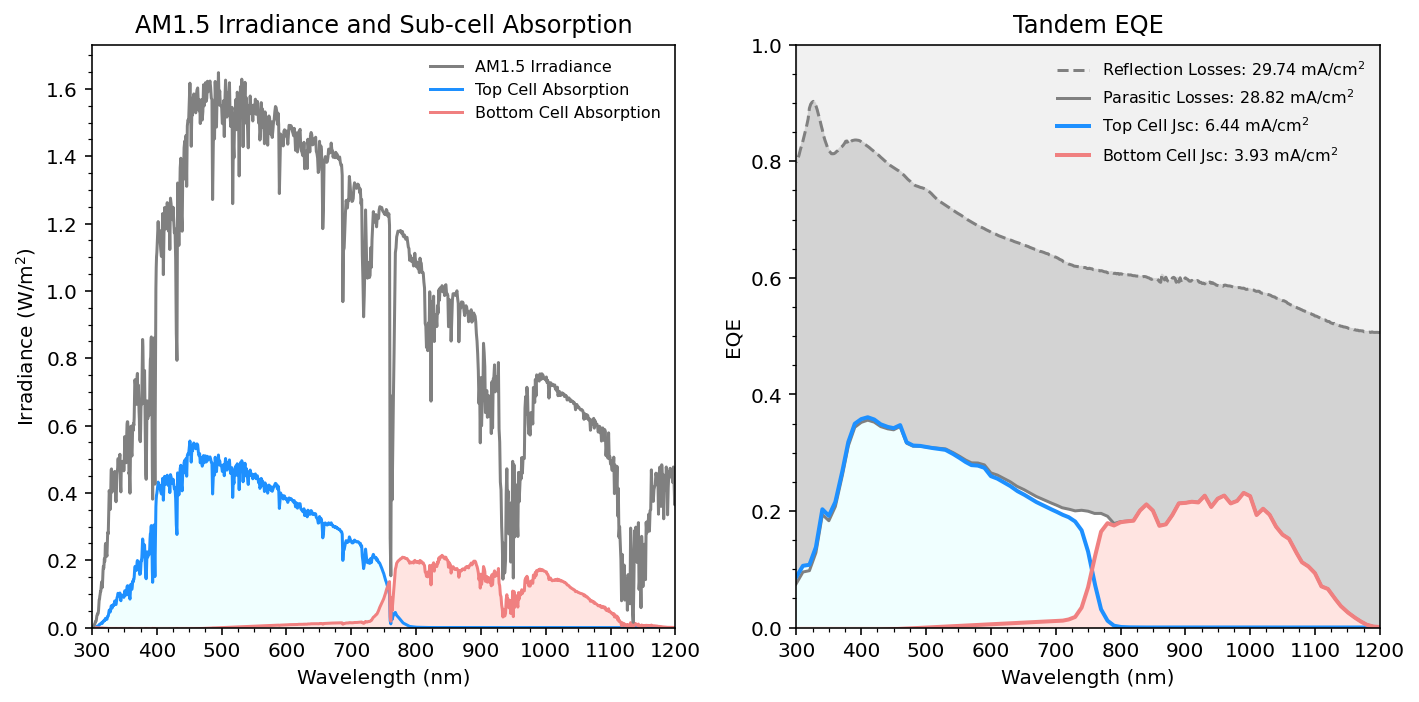 AM1.5 Irradiance and Sub-cell Absorption
Irradiance (W/m²)
1.6
1.4
1.2
1.0
0.8
0.6
0.4
0.2
0.0
AM1.5 Irradiance
Top Cell Absorption
Bottom Cell Absorption
300 400 500 600 700 800 900 1000 1100 1200
Wavelength (nm)
Tandem EQE
EQE
1.0
0.8
0.6
0.4
0.2
0.0
Reflection Losses: 29.74 mA/cm²
Parasitic Losses: 28.82 mA/cm²
Top Cell Jsc: 6.44 mA/cm²
Bottom Cell Jsc: 3.93 mA/cm²
300 400 500 600 700 800 900 1000 1100 1200
Wavelength (nm)